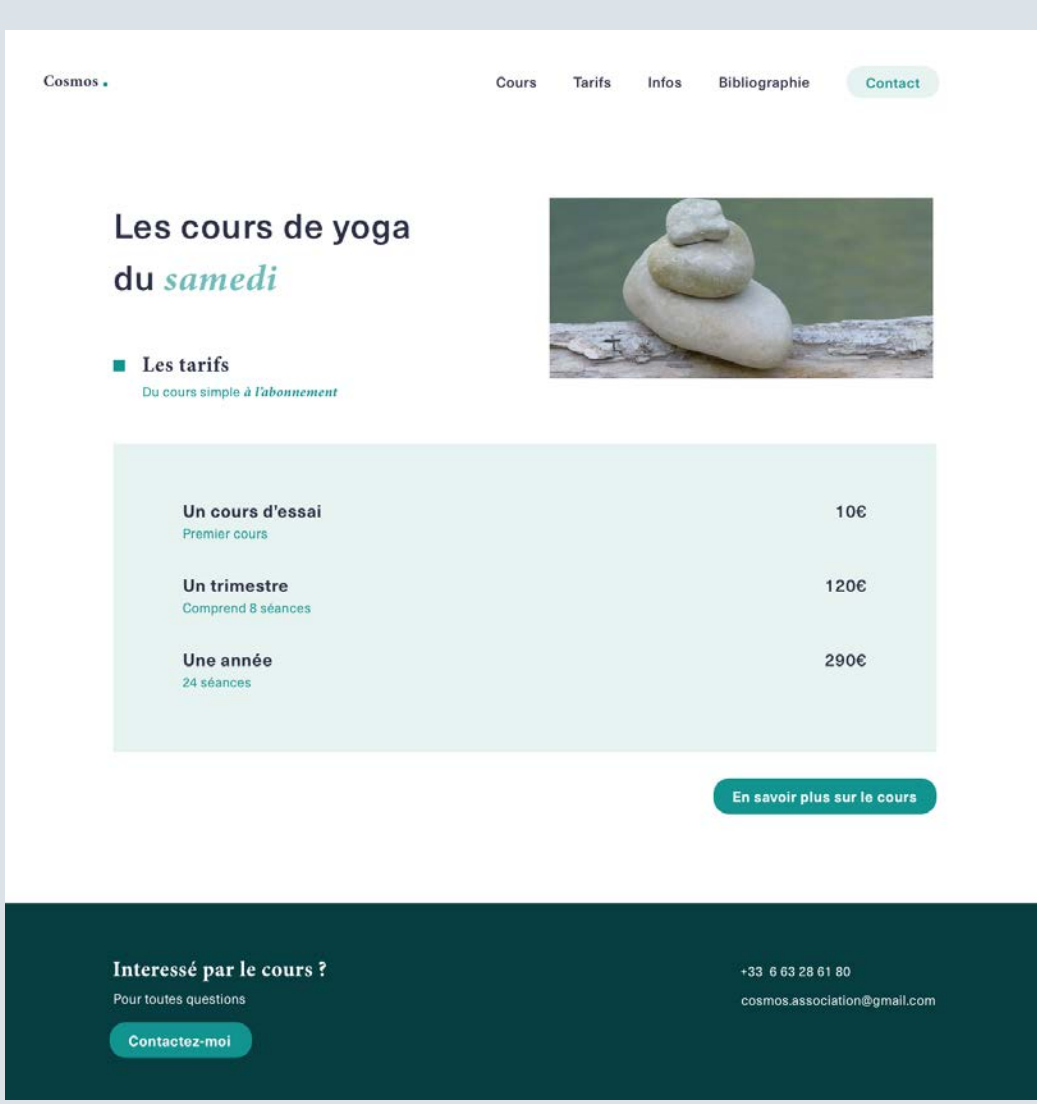 Cosmos.
Cours Tarifs Infos Bibliographie Contact
Les cours de yoga
du samedi
Les tarifs
Du cours simple à l'abonnement
Un cours d'essai 10€
Premier cours
Un trimestre 120€
Comprend 8 séances
Une année 290€
24 séances
En savoir plus sur le cours
Interessé par le cours ?
Pour toutes questions
Contactez-moi
+33 6 63 28 61 80
cosmos.association@gmail.com